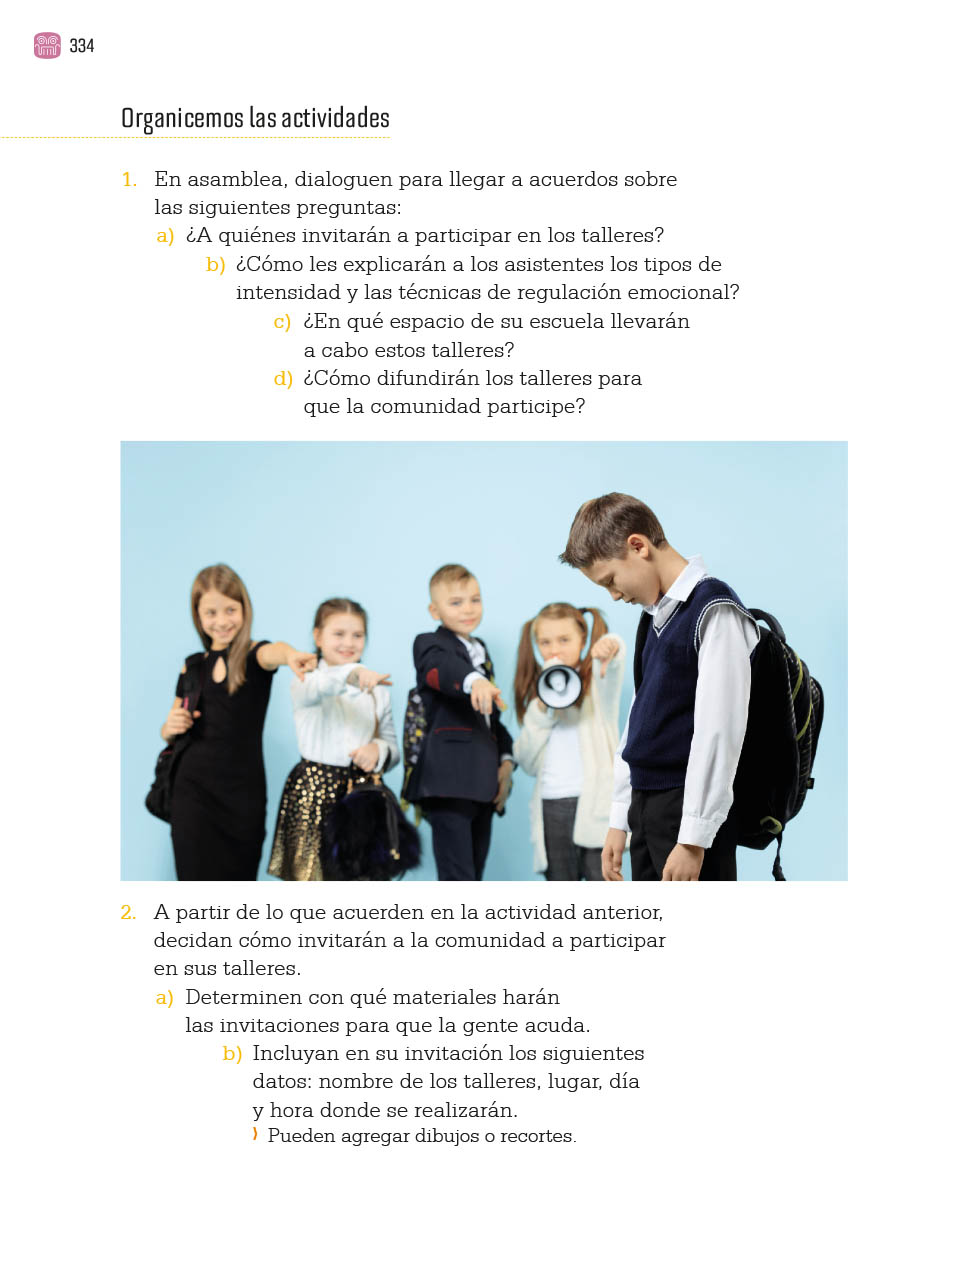 334
Organicemos las actividades
1. En asamblea, dialoguen para llegar a acuerdos sobre
las siguientes preguntas:
a) ¿A quiénes invitarán a participar en los talleres?
b) ¿Cómo les explicarán a los asistentes los tipos de
intensidad y las técnicas de regulación emocional?
c) ¿En qué espacio de su escuela llevarán
a cabo estos talleres?
d) ¿Cómo difundirán los talleres para
que la comunidad participe?
2. A partir de lo que acuerden en la actividad anterior,
decidan cómo invitarán a la comunidad a participar
en sus talleres.
a) Determinen con qué materiales harán
las invitaciones para que la gente acuda.
b) Incluyan en su invitación los siguientes
datos: nombre de los talleres, lugar, día
y hora donde se realizarán.
⟩ Pueden agregar dibujos o recortes.